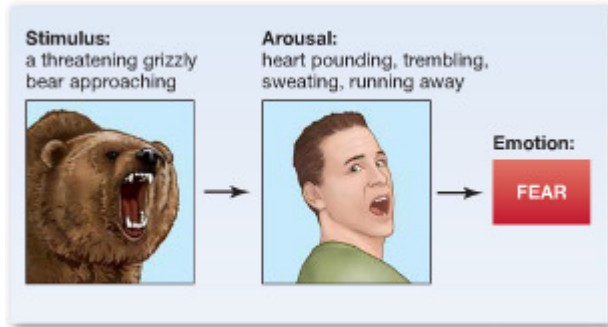 Stimulus:
a threatening grizzly
bear approaching
Arousal:
heart pounding, trembling,
sweating, running away
Emotion:
FEAR